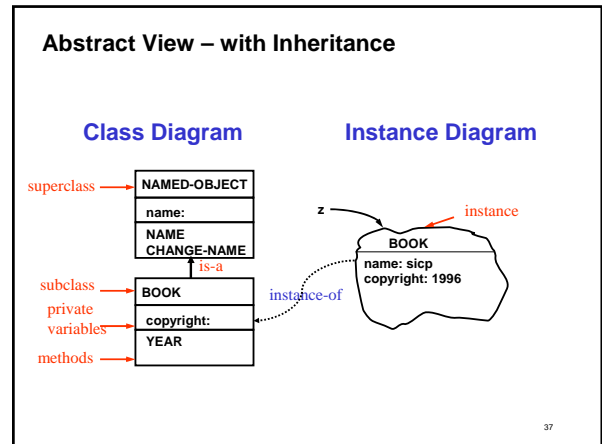 Abstract View – with Inheritance
Class Diagram
Instance Diagram
superclass
NAMED-OBJECT
name:
NAME
CHANGE-NAME
is-a
subclass
BOOK
private
variables
copyright:
YEAR
methods
instance-of
z
instance
BOOK
name: sicp
copyright: 1996
37